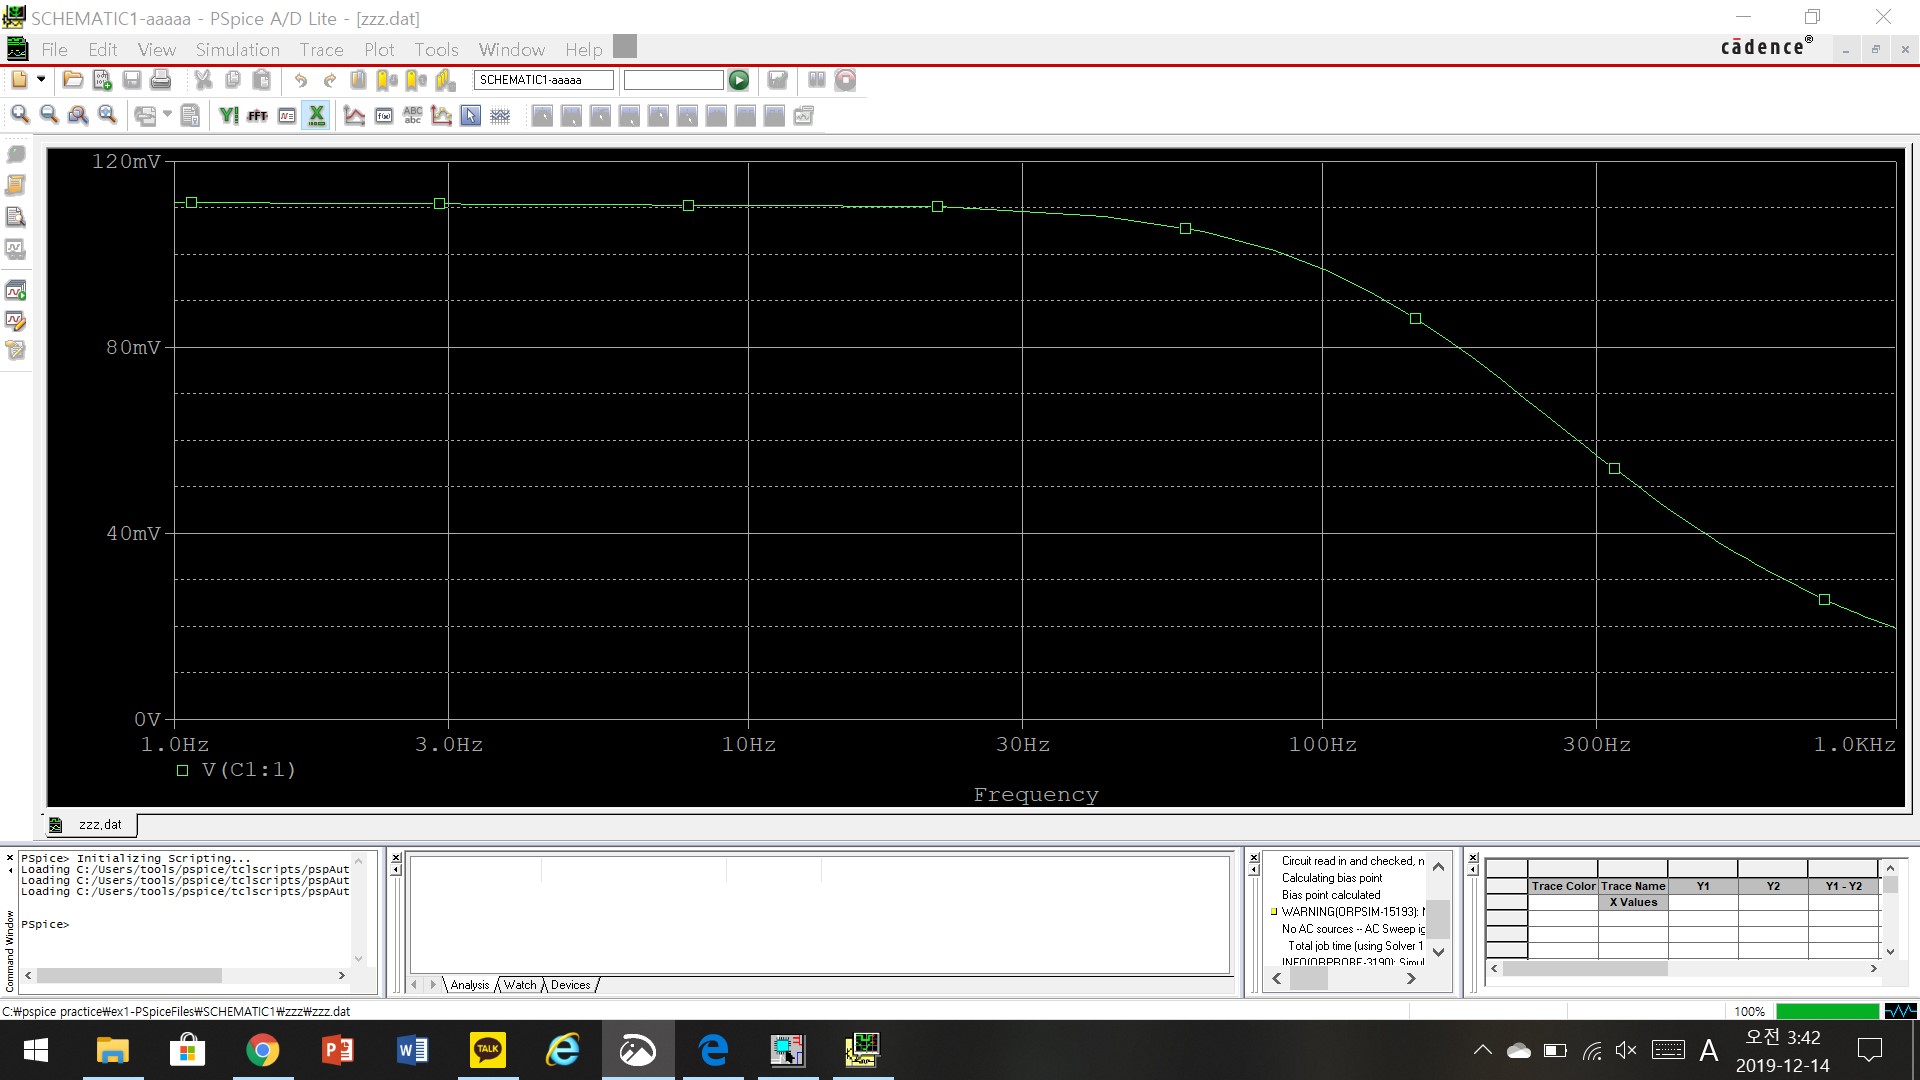 SCHEMATIC1-aaaaa - PSpice A/D Lite - [zzz.dat]
File Edit View Simulation Trace Plot Tools Window Help
cādence®
SCHEMATIC1-aaaaa
FFT
ABC
abc
120mV
80mV
40mV
0V
1.0Hz 3.0Hz 10Hz 30Hz 100Hz 300Hz 1.0KHz
V(C1:1)
Frequency
zzz.dat
PSpice> Initializing Scripting...
Loading C:/Users/tools/pspice/tclscripts/pspAut
Loading C:/Users/tools/pspice/tclscripts/pspAut
Loading C:/Users/tools/pspice/tclscripts/pspAut
PSpice>
Command Window
Analysis Watch Devices
Circuit read in and checked, n
Calculating bias point
Bias point calculated
WARNING(ORPSIM-15193):
No AC sources -- AC Sweep ig
Total job time (using Solver 1
INFO(ORPROBE-3190): Simul
Trace Color Trace Name Y1 Y2 Y1 - Y2
X Values
C:₩pspice practice₩ex1-PSpiceFiles₩SCHEMATIC1₩zzz₩zzz.dat
100%
TALK
A
오전 3:42
2019-12-14